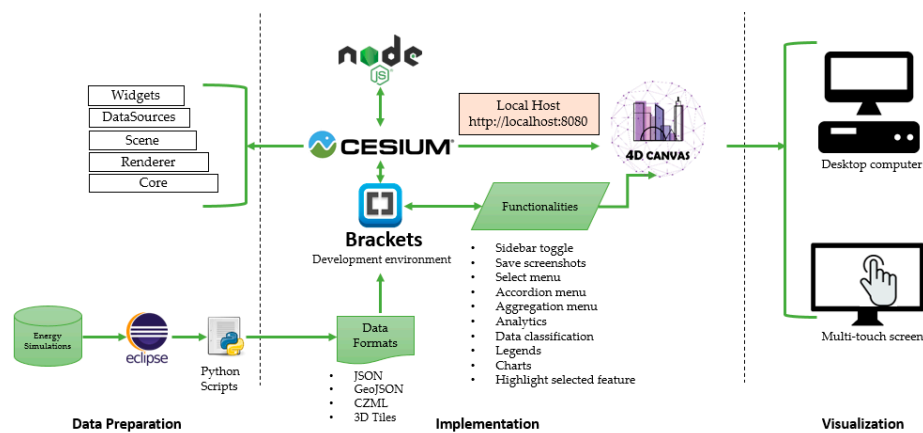 node
JS
Widgets
DataSources
Scene
Renderer
Core
CESIUM
Local Host
http://localhost:8080
4D CANVAS
Desktop computer
Brackets
Development environment
Functionalities
• Sidebar toggle
• Save screenshots
• Select menu
• Accordion menu
• Aggregation menu
• Analytics
• Data classification
• Legends
• Charts
• Highlight selected feature
Multi-touch screen
Energy
Simulations
eclipse
Python
Scripts
Data
Formats
• JSON
• GeoJSON
• CZML
• 3D Tiles
Data Preparation
Implementation
Visualization